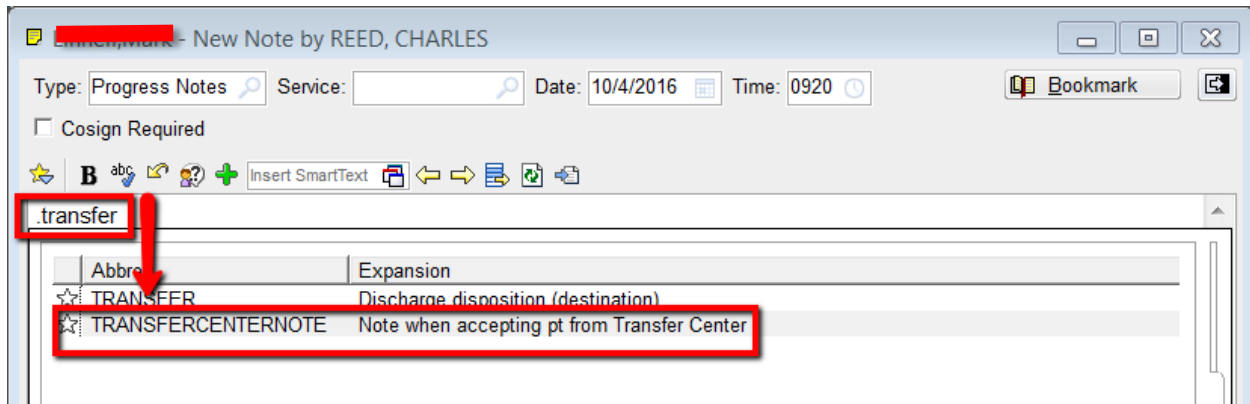 - New Note by REED, CHARLES
Type: Progress Notes Service: Date: 10/4/2016 Time: 0920 Bookmark
Cosign Required
B abc Insert SmartText
.transfer
Expansion
TRANSFER Discharge disposition (destination)
TRANSFERCENTERNOTE Note when accepting pt from Transfer Center